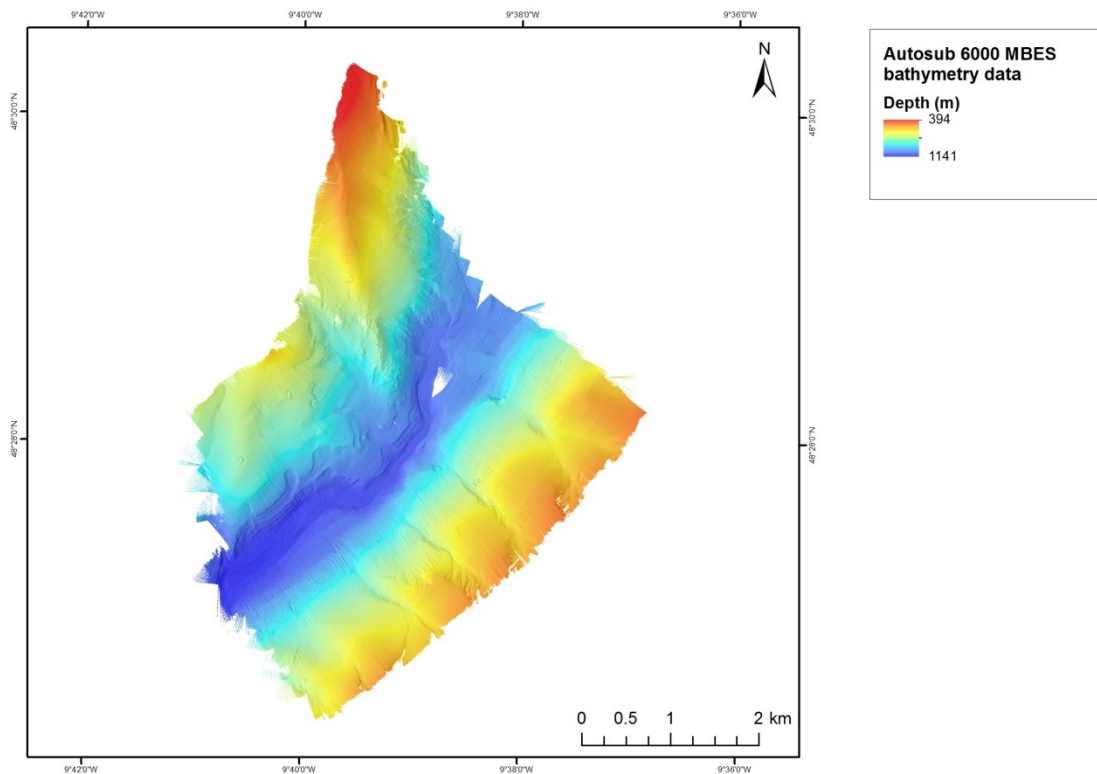 9°42'0"W 9°40'0"W 9°38'0"W 9°36'0"W
N
48°30'0"N 48°30'0"N
48°28'0"N 48°28'0"N
0 0.5 1 2 km
9°42'0"W 9°40'0"W 9°38'0"W 9°36'0"W
Autosub 6000 MBES
bathymetry data
Depth (m)
394
1141